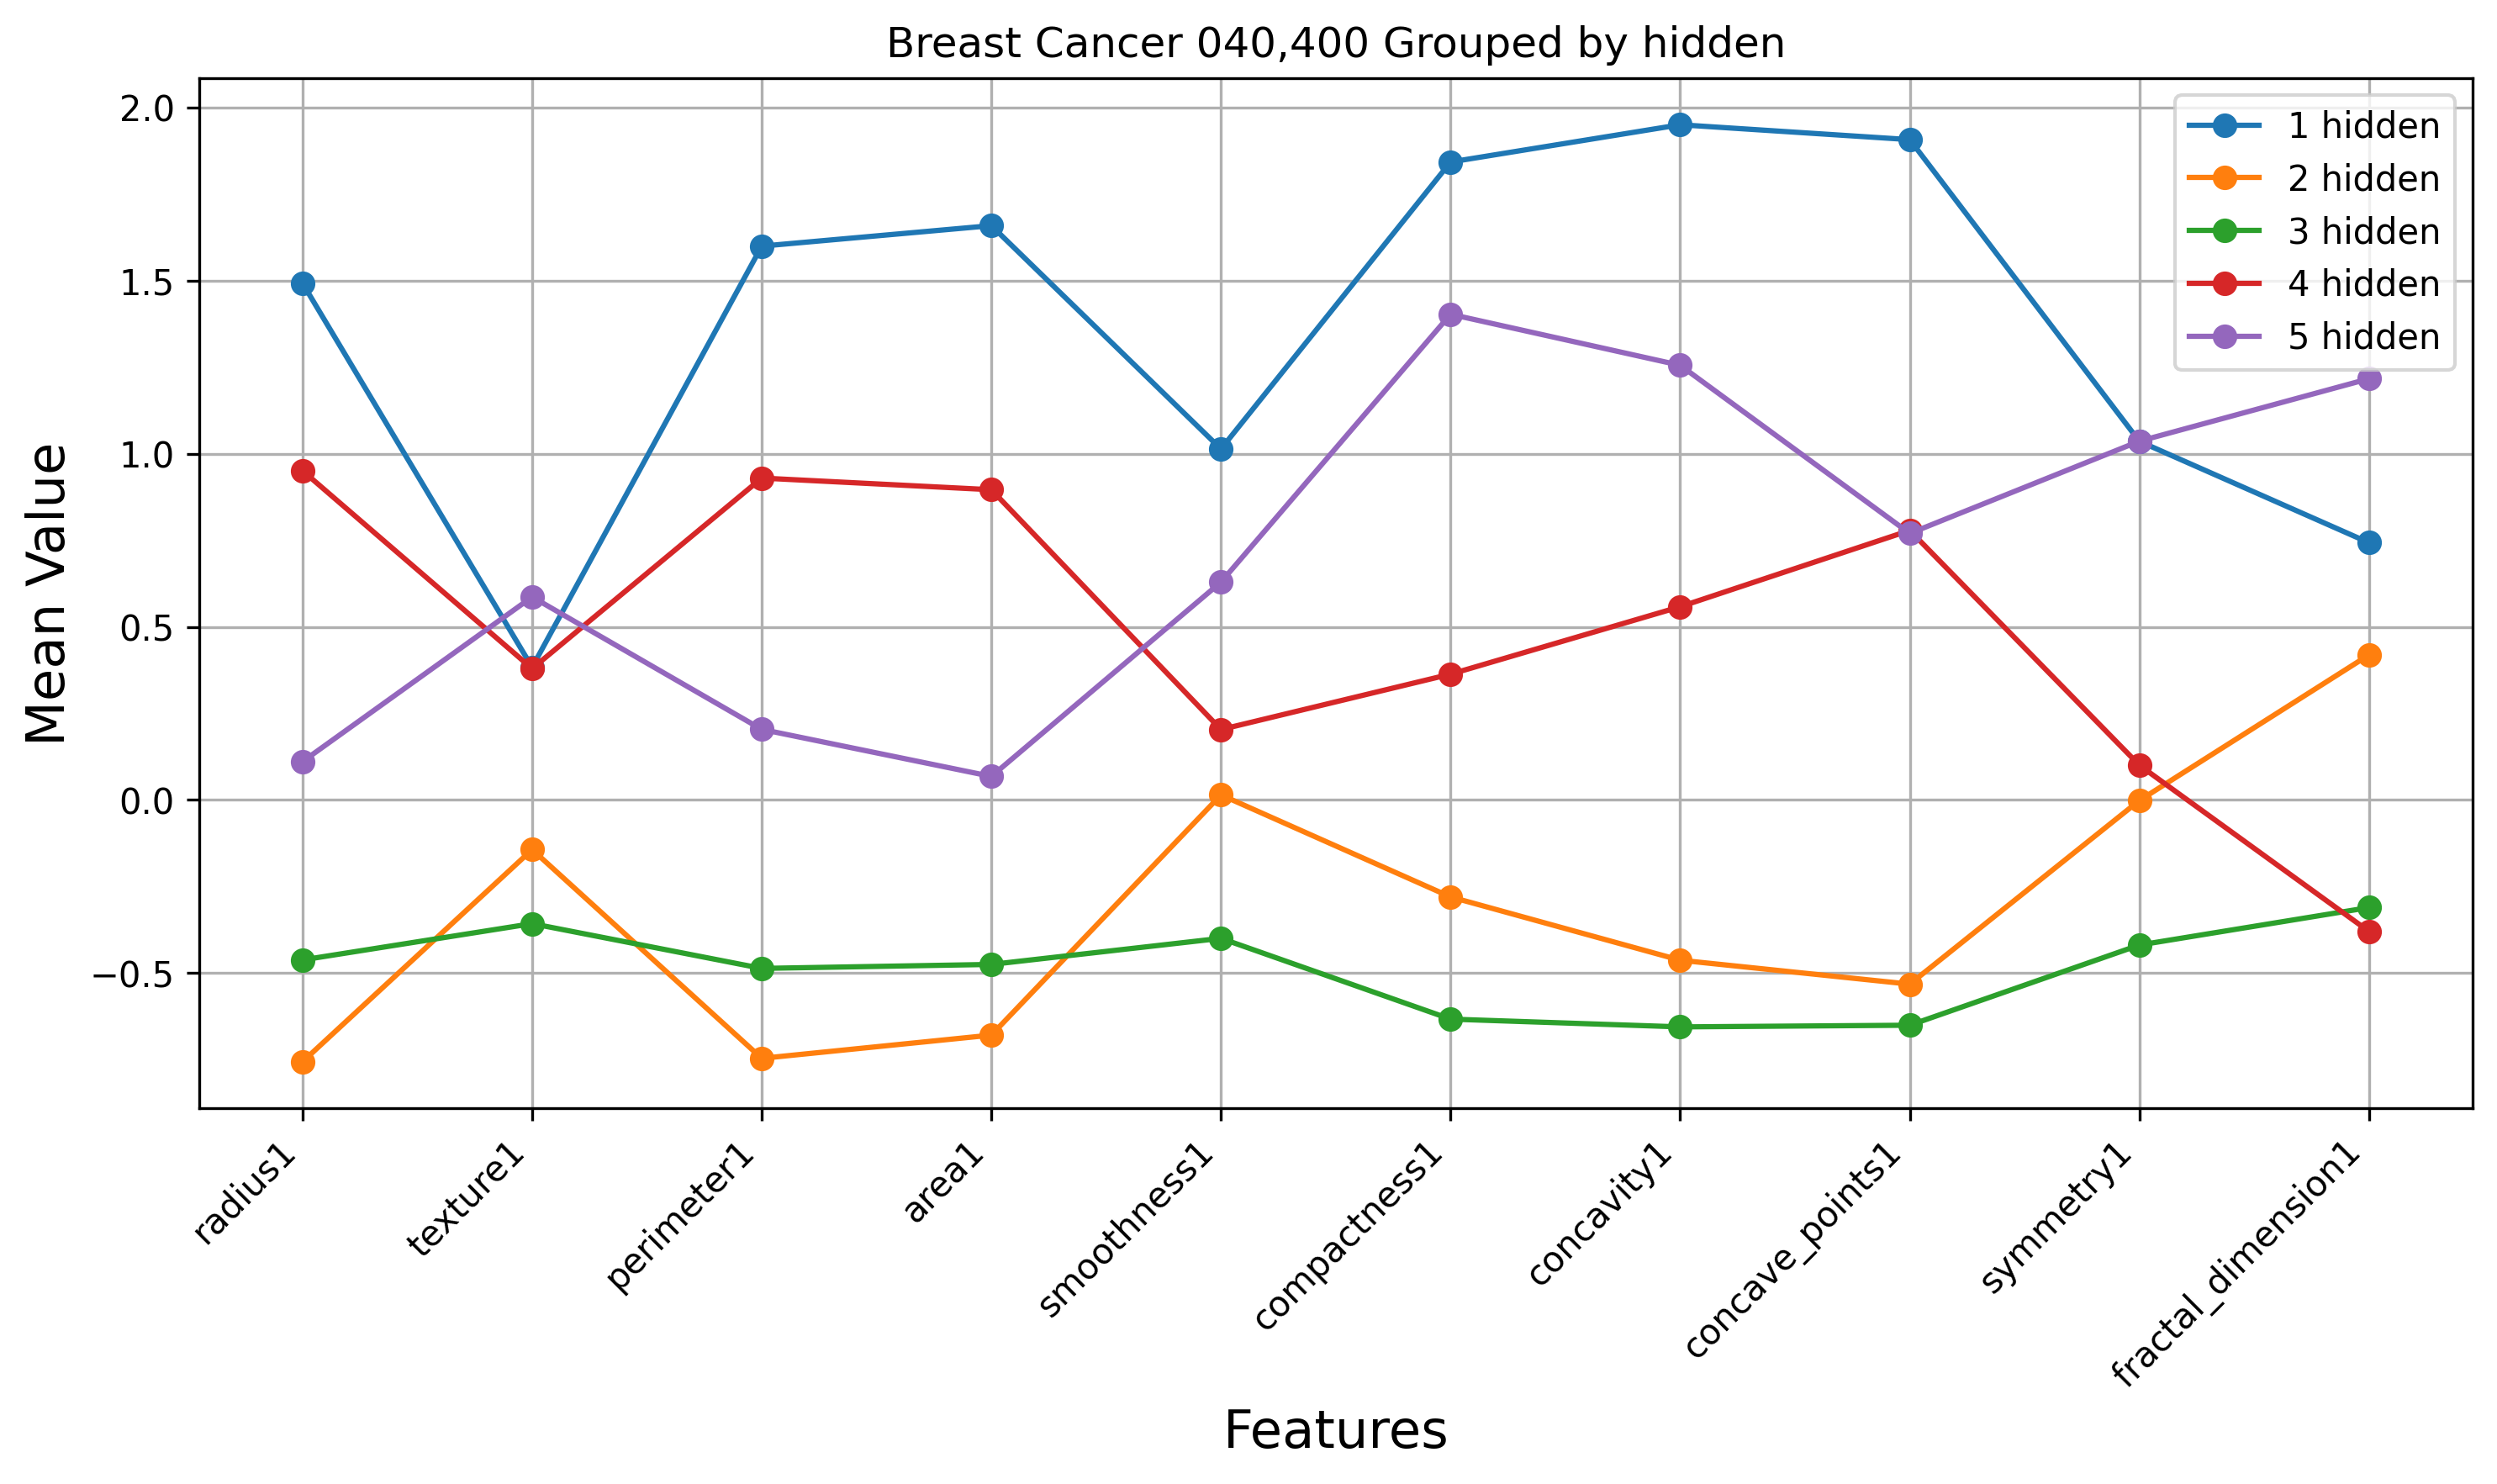 Breast Cancer 040,400 Grouped by hidden
2.0
1.5
1.0
0.5
0.0
−0.5
Mean Value
1 hidden
2 hidden
3 hidden
4 hidden
5 hidden
radius1
texture1
perimeter1
area1
smoothness1
compactness1
concavity1
concave_points1
symmetry1
fractal_dimension1
Features